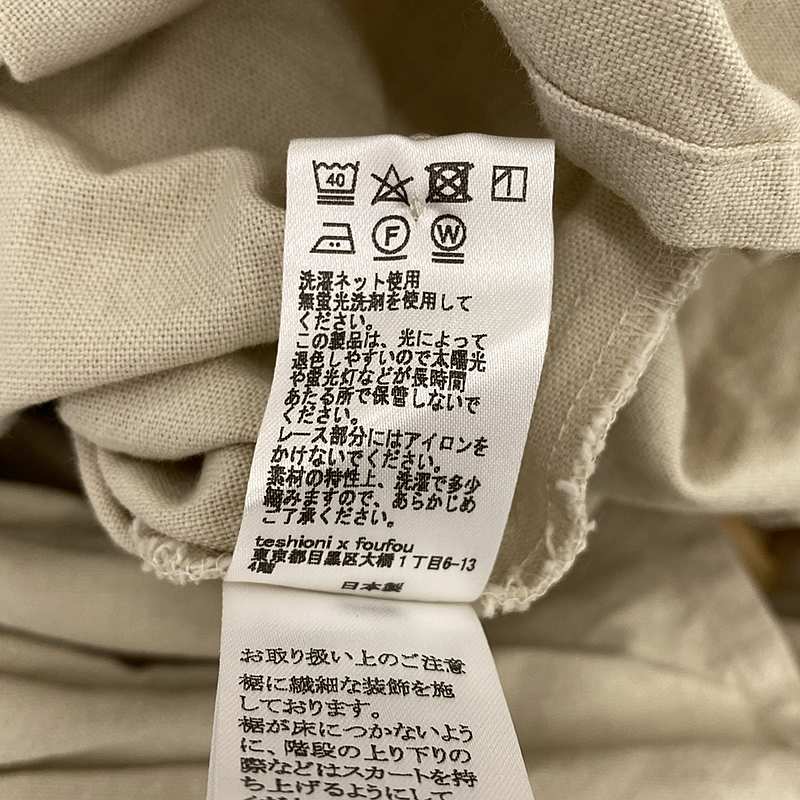 40
F W
洗濯ネット使用
無蛍光洗剤を使用して
ください。
この製品は、光によって
退色しやすいので太陽光
や蛍光灯などが長時間
あたる所で保管しないで
ください。
レース部分にはアイロンを
かけないでください。
素材の特性上、洗濯で多少
縮みますので、あらかじめ
ご了承ください。
teshioni x foufou
東京都目黒区大橋1丁目6-13
4階
日本製
お取り扱い上のご注意
裾に繊細な装飾を施
しております。
裾が床につかないよう
に、階段の上り下りの
際などはスカートを持
ち上げるようにして